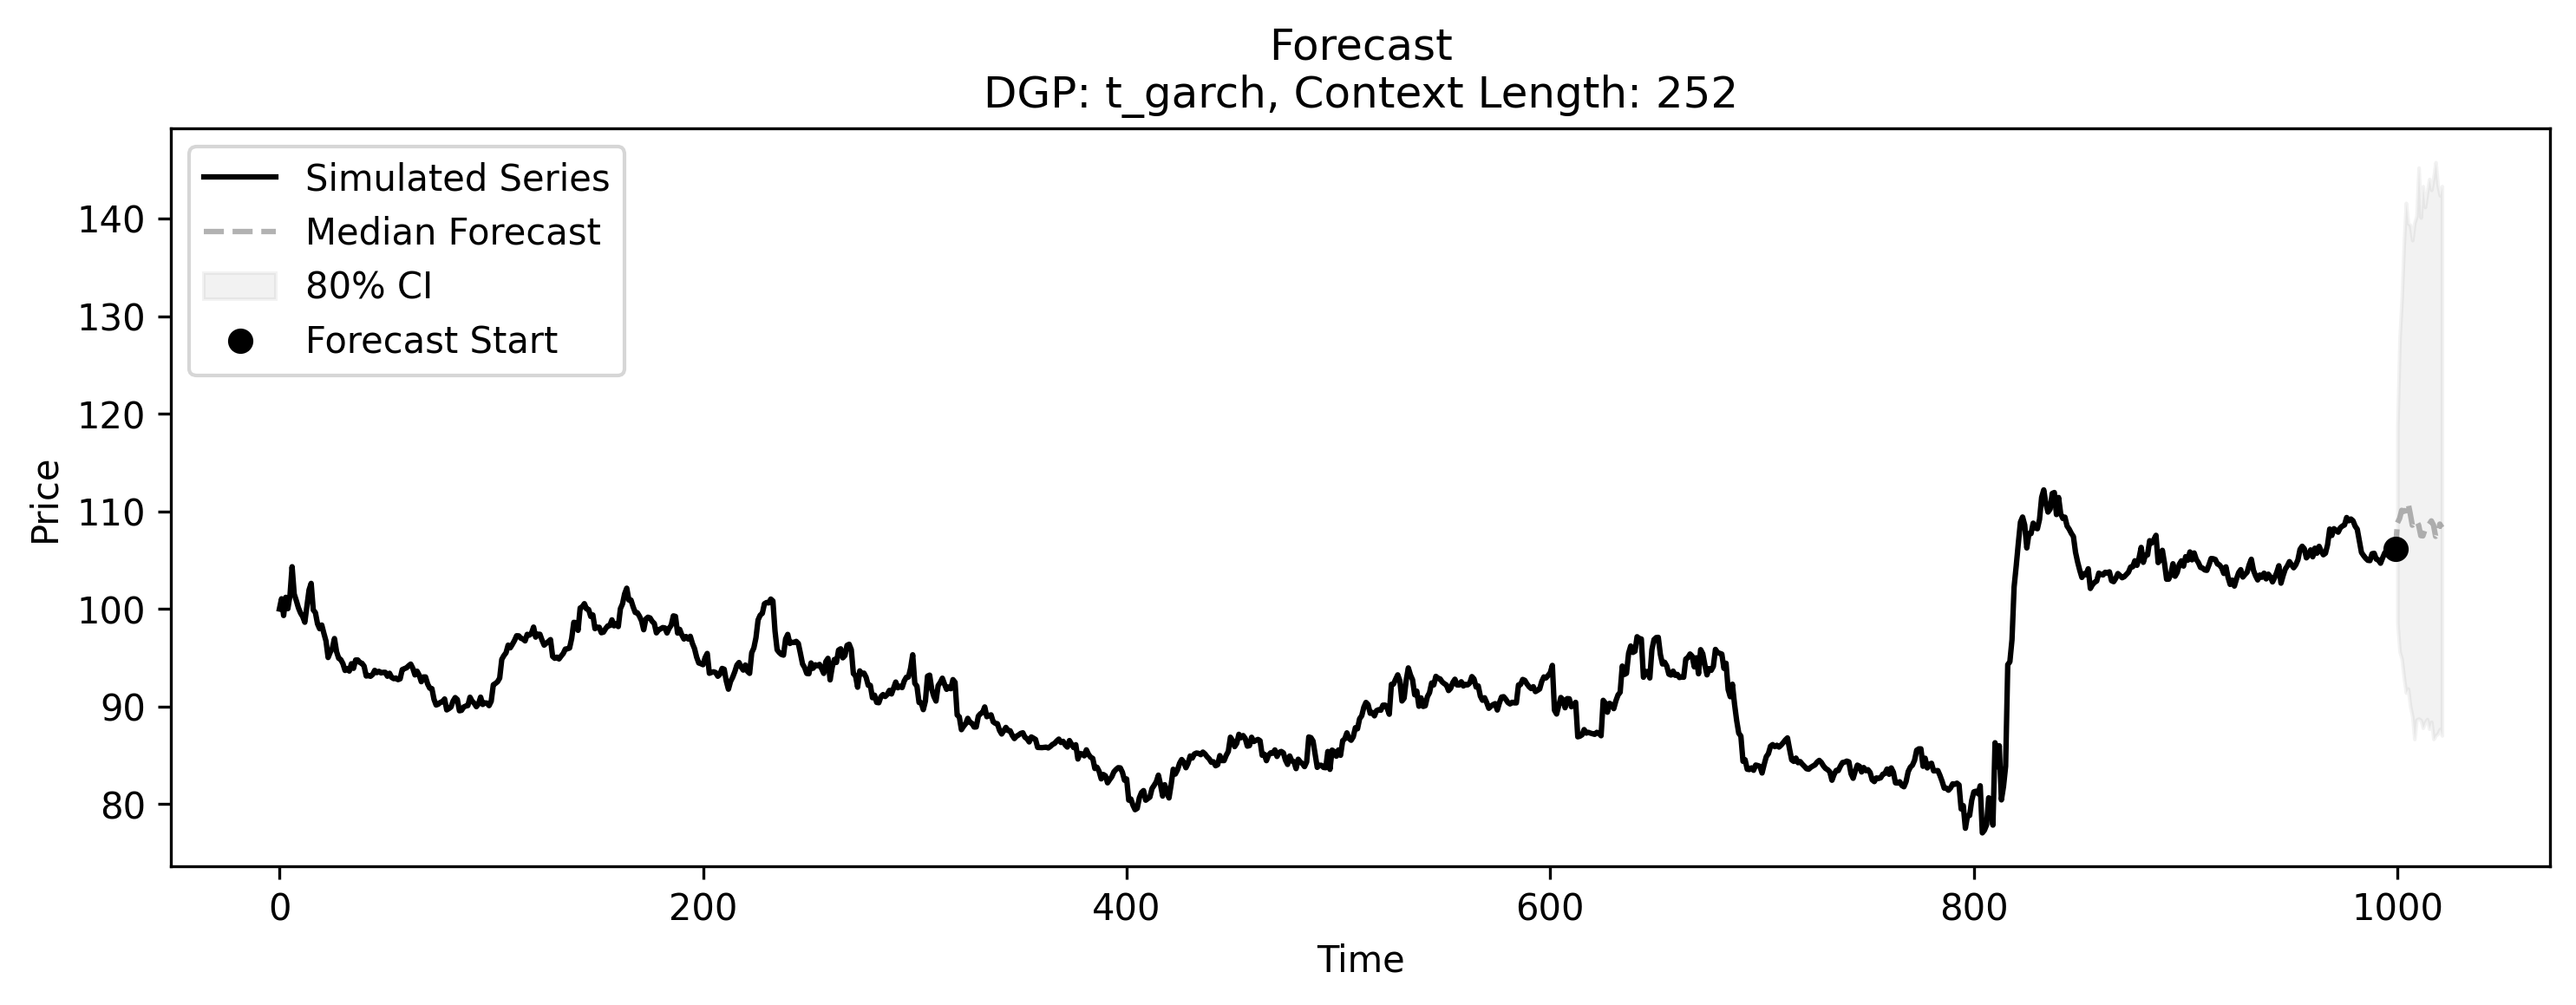 Forecast
DGP: t_garch, Context Length: 252
Simulated Series
Median Forecast
80% CI
Forecast Start
Price
140
130
120
110
100
90
80
0
200
400
600
800
1000
Time